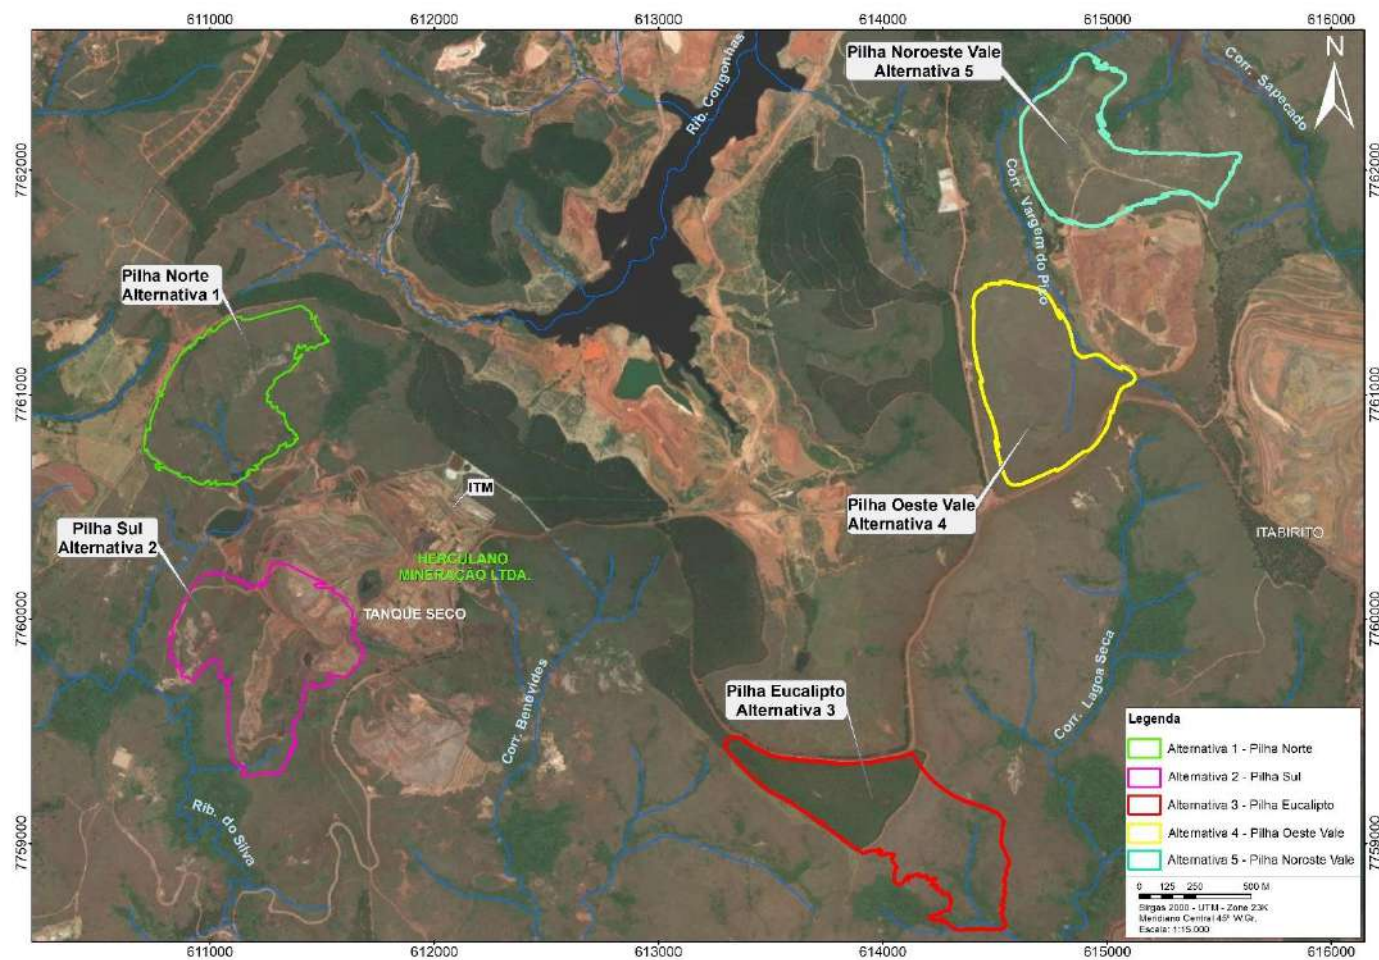 611000
612000
613000
614000
615000
616000
Pilha Noroeste Vale
Alternativa 5
N
Corr. Sapecado
Rib. Congonhas
7762000
7762000
Corr. Vargem do Pico
Pilha Norte
Alternativa 1
7761000
7761000
ITM
Pilha Oeste Vale
Alternativa 4
Pilha Sul
Alternativa 2
ITABIRITO
HERCULANO
MINERAÇÃO LTDA.
TANQUE SECO
7760000
7760000
Corr. Benevides
Corr. Lagoa Seca
Pilha Eucalipto
Alternativa 3
Rib. do Silva
7759000
7759000
Legenda
Alternativa 1 - Pilha Norte
Alternativa 2 - Pilha Sul
Alternativa 3 - Pilha Eucalipto
Alternativa 4 - Pilha Oeste Vale
Alternativa 5 - Pilha Noroste Vale
0 125 250 500 M
Sirgas 2000 - UTM - Zone 23K
Meridiano Central 45º W.Gr.
Escala: 1:15.000
611000
612000
613000
614000
615000
616000